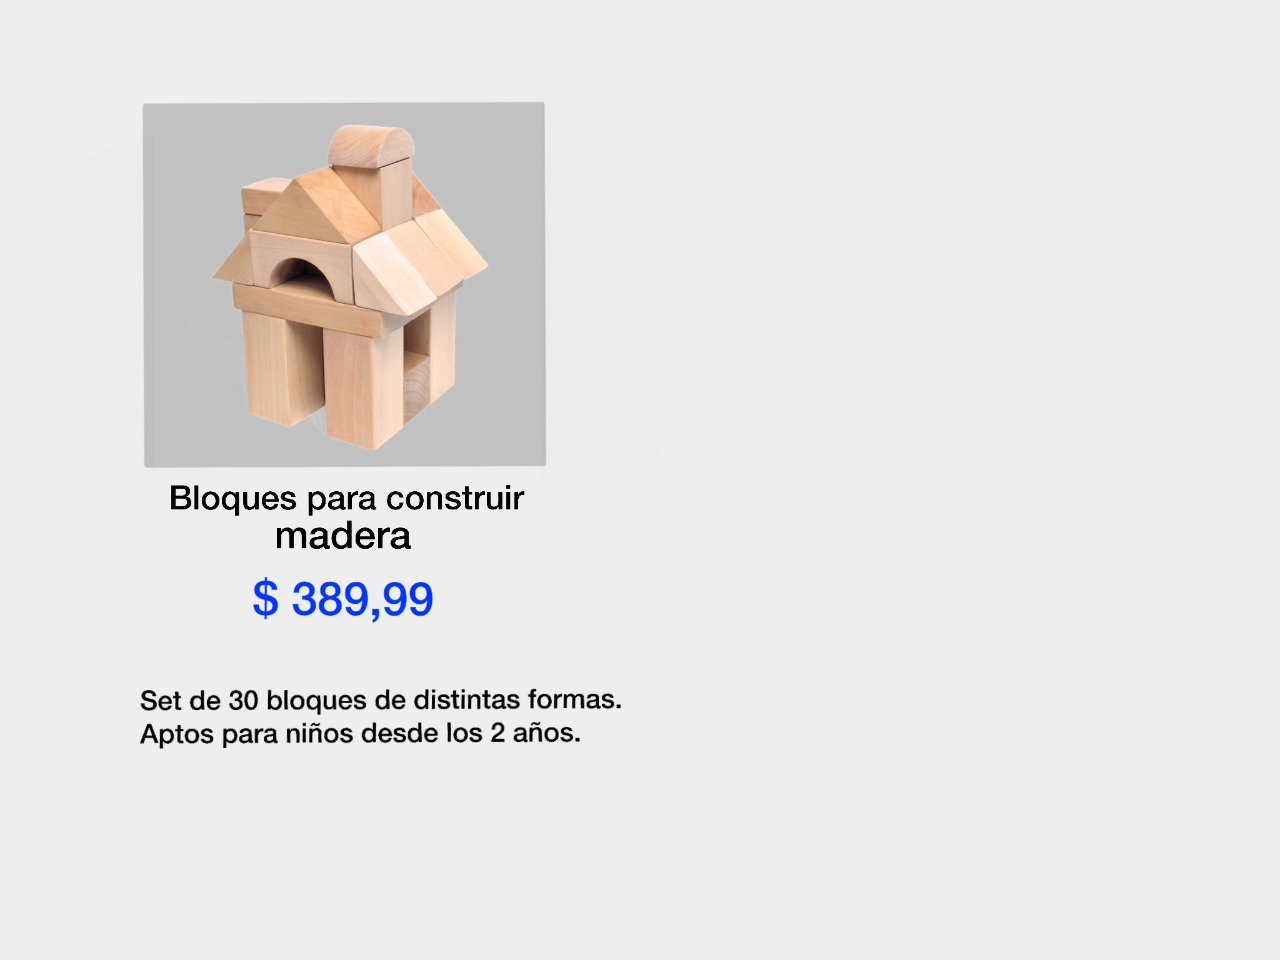 Bloques para construir
madera
$ 389,99
Set de 30 bloques de distintas formas.
Aptos para niños desde los 2 años.